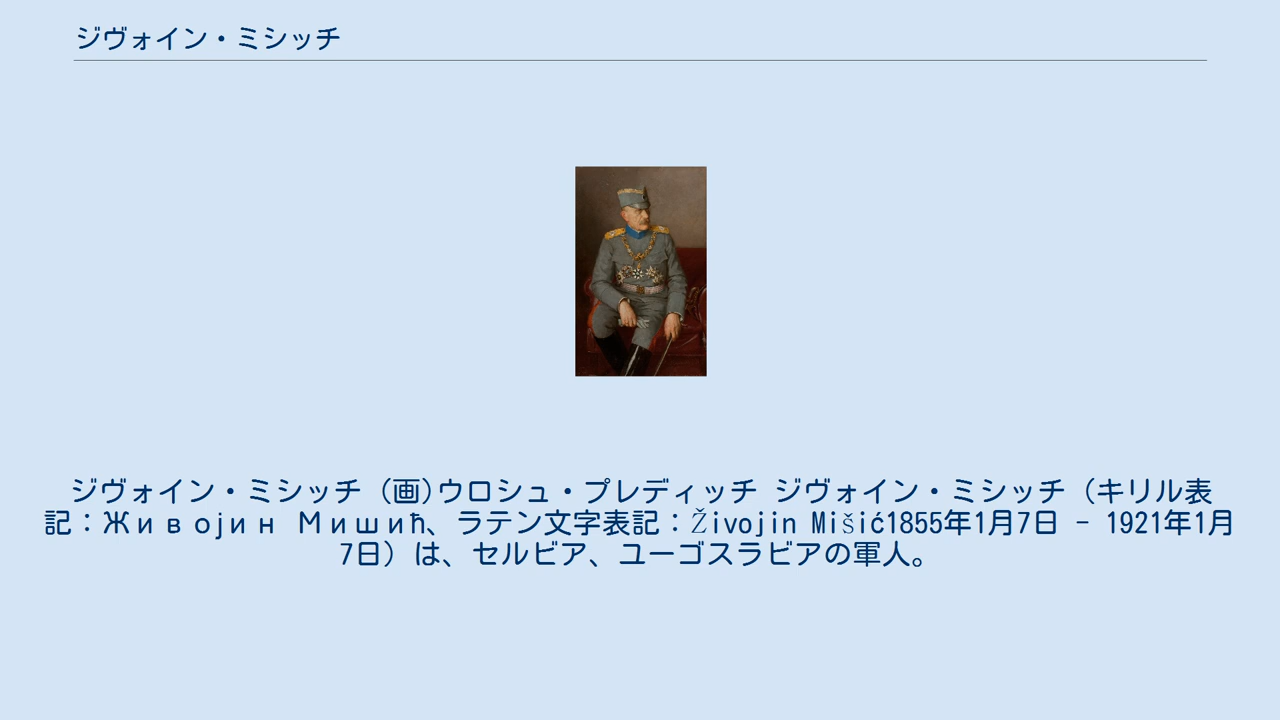 ジヴォイン・ミシッチ
ジヴォイン・ミシッチ (画)ウロシュ・プレディッチ ジヴォイン・ミシッチ（キリル表
記：Живојин Мишић、ラテン文字表記：Živojin Mišić1855年1月7日 - 1921年1月
7日）は、セルビア、ユーゴスラビアの軍人。